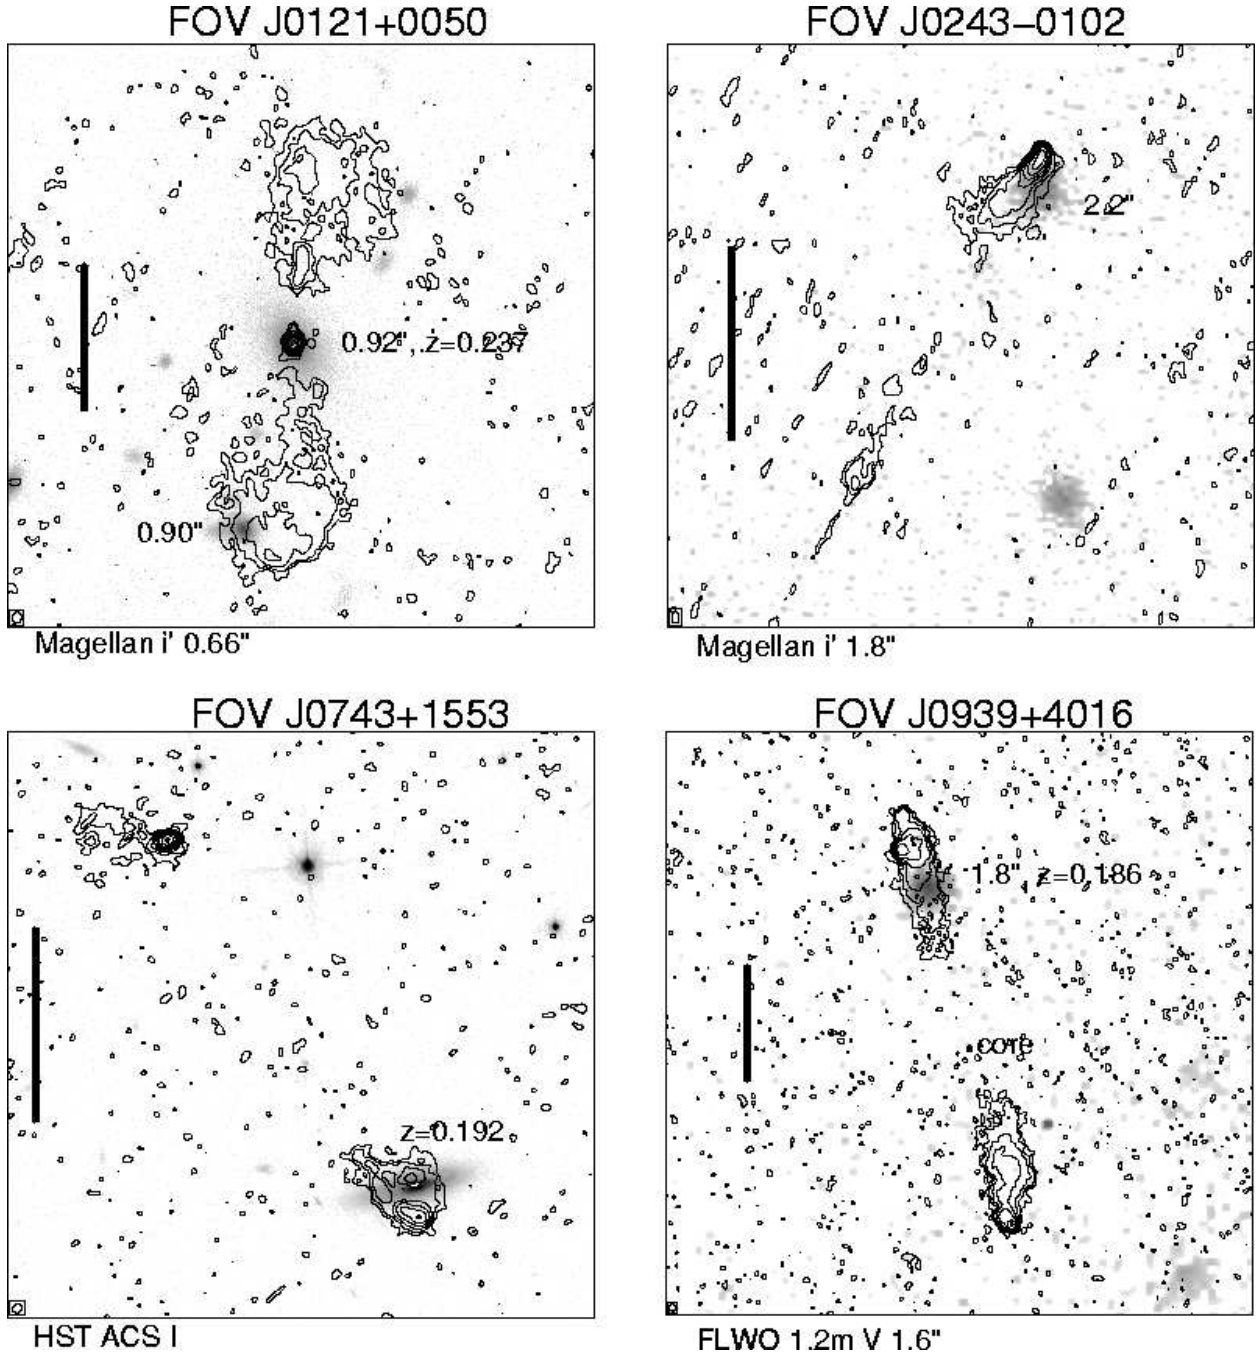 FOV J0121+0050
FOV J0243−0102
0.92", z=0.237
0.90"
2.2"
Magellan i' 0.66"
Magellan i' 1.8"
FOV J0743+1553
FOV J0939+4016
1.8", z=0.186
core
z=0.192
HST ACS I
FLWO 1.2m V 1.6"